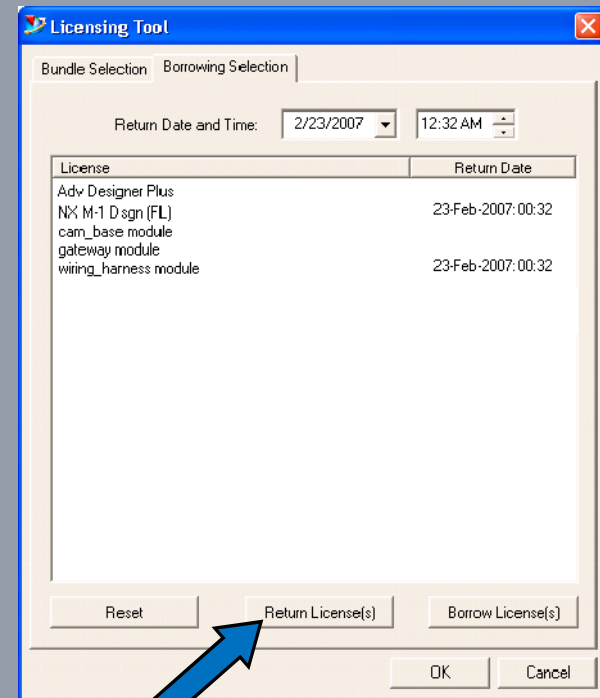 Licensing Tool
Bundle Selection Borrowing Selection
Return Date and Time: 2/23/2007 12:32 AM
License Return Date
Adv Designer Plus
NX M-1 Dsgn (FL) 23-Feb-2007:00:32
cam_base module
gateway module
wiring_harness module 23-Feb-2007:00:32
Reset Return License(s) Borrow License(s)
OK Cancel